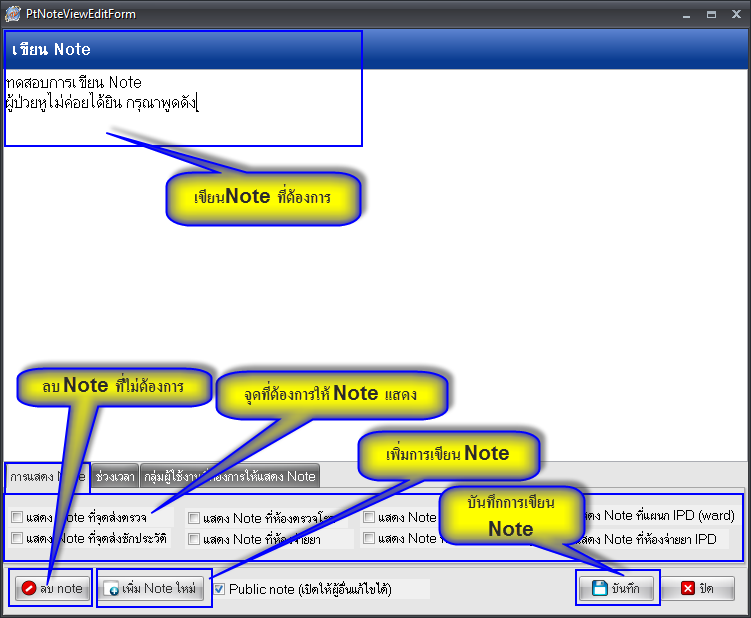 PtNoteViewEditForm
เขียน Note
ทดสอบการเขียน Note
ผู้ป่วยหูไม่ค่อยได้ยิน กรุณาพูดดัง
เขียนNote ที่ต้องการ
ลบ Note ที่ไม่ต้องการ
จุดที่ต้องการให้ Note แสดง
เพิ่มการเขียน Note
การแสดง Note ช่วงเวลา กลุ่มผู้ใช้งานที่ต้องการให้แสดง Note
บันทึกการเขียน
Note
แสดง Note ที่จุดส่งตรวจ แสดง Note ที่ห้องตรวจโรค แสดง Note แสดง Note ที่แผนก IPD (ward)
แสดง Note ที่จุดส่งซักประวัติ แสดง Note ที่ห้องจ่ายยา แสดง Note แสดง Note ที่ห้องจ่ายยา IPD
ลบ note เพิ่ม Note ใหม่ Public note (เปิดให้ผู้อื่นแก้ไขได้) บันทึก ปิด